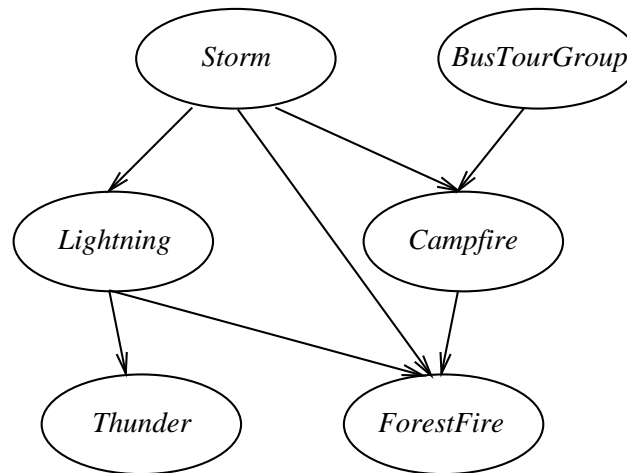 Storm
BusTourGroup
Lightning
Campfire
Thunder
ForestFire